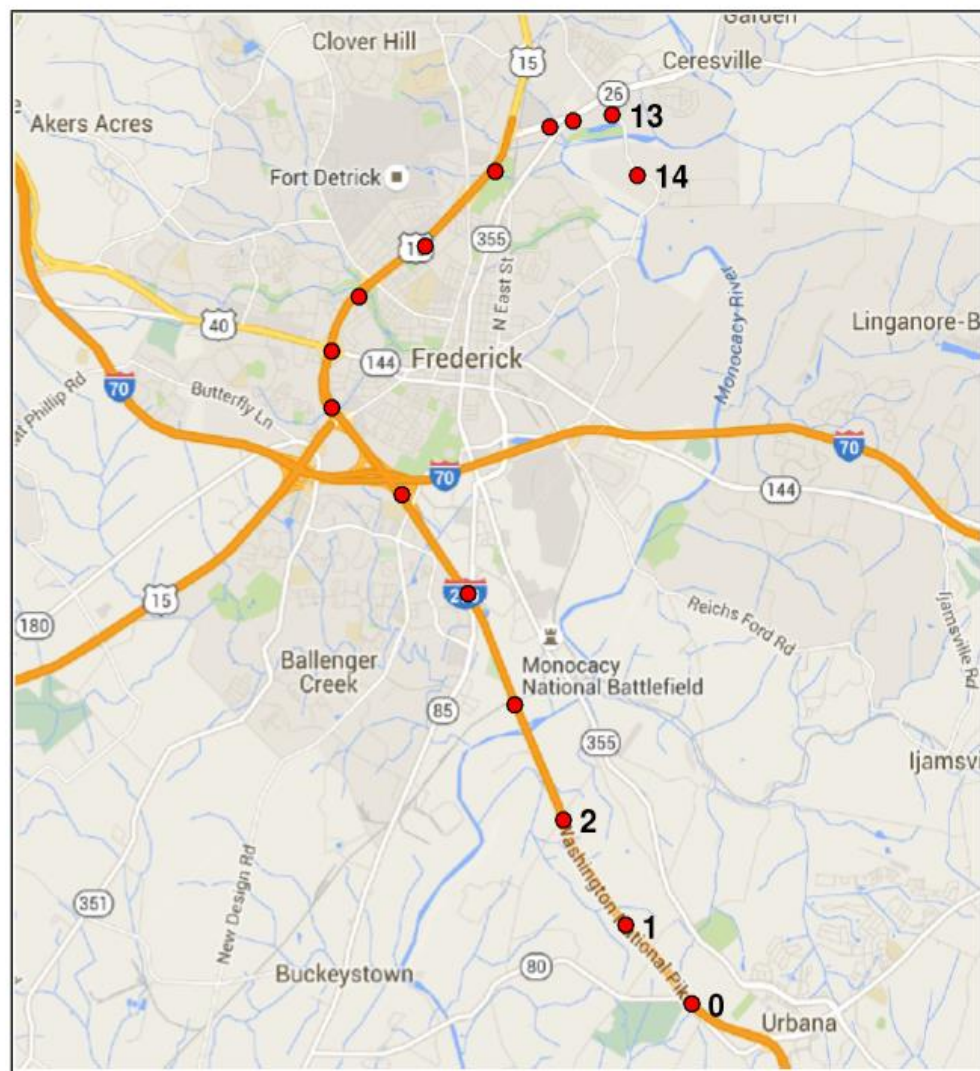 Garden
Clover Hill
15
Ceresville
26
13
Akers Acres
Fort Detrick
14
355
N East St
Monocacy River
40
Linganore-B
144
Frederick
70
Mt Phillip Rd
Butterfly Ln
70
70
144
15
180
Reichs Ford Rd
Ijamsville Rd
Ballenger
Creek
Monocacy
National Battlefield
85
355
Ijamsvi
2
Washington National Pike
New Design Rd
351
1
Buckeystown
80
0
Urbana